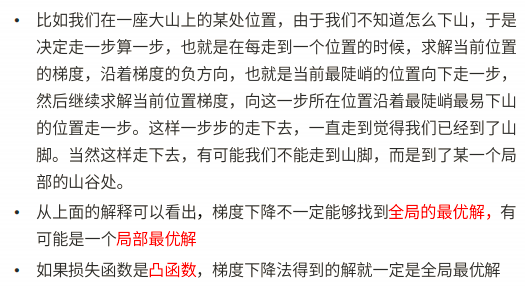 • 比如我们在一座大山上的某处位置，由于我们不知道怎么下山，于是
决定走一步算一步，也就是在每走到一个位置的时候，求解当前位置
的梯度，沿着梯度的负方向，也就是当前最陡峭的位置向下走一步，
然后继续求解当前位置梯度，向这一步所在位置沿着最陡峭最易下山
的位置走一步。这样一步步的走下去，一直走到觉得我们已经到了山
脚。当然这样走下去，有可能我们不能走到山脚，而是到了某一个局
部的山谷处。
• 从上面的解释可以看出，梯度下降不一定能够找到全局的最优解，有
可能是一个局部最优解
• 如果损失函数是凸函数，梯度下降法得到的解就一定是全局最优解